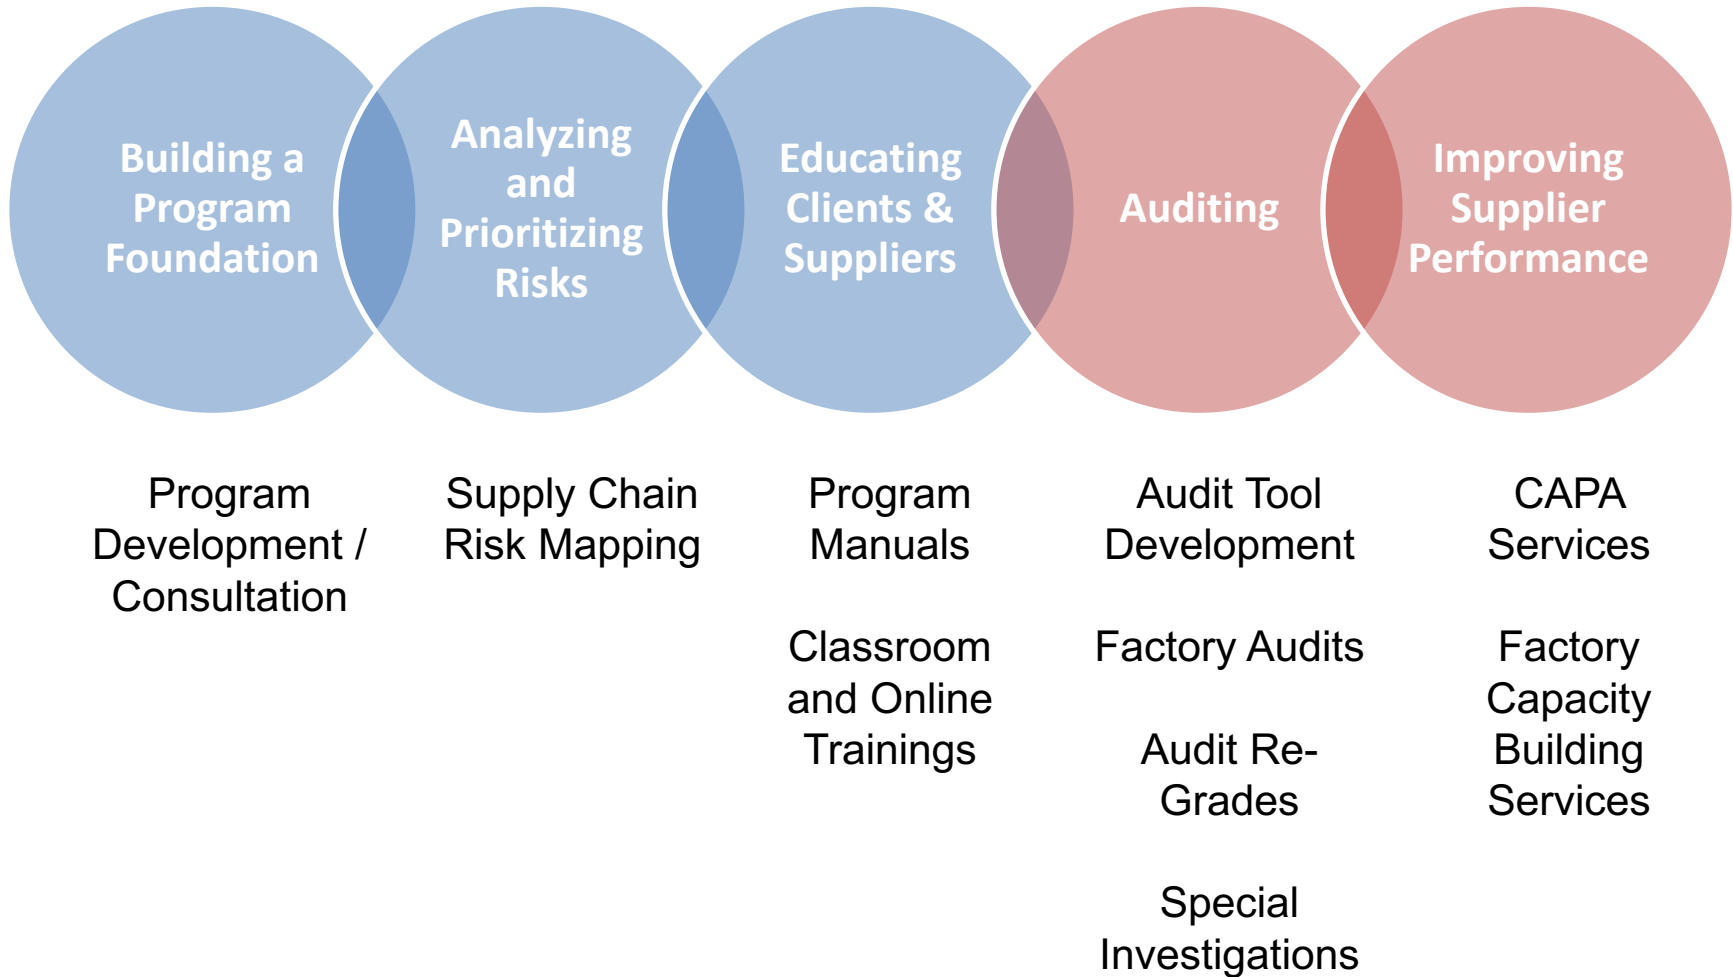 Building a
Program
Foundation
Analyzing
and
Prioritizing
Risks
Educating
Clients &
Suppliers
Auditing
Improving
Supplier
Performance
Program
Development /
Consultation
Supply Chain
Risk Mapping
Program
Manuals
Classroom
and Online
Trainings
Audit Tool
Development
Factory Audits
Audit Re-
Grades
Special
Investigations
CAPA
Services
Factory
Capacity
Building
Services